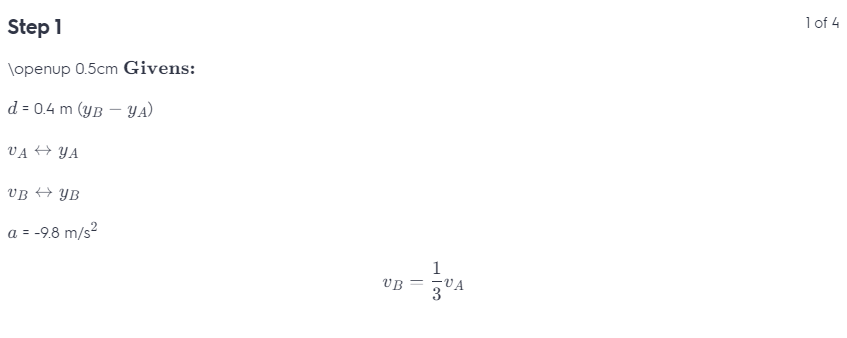 Step 1
1 of 4
\openup 0.5cm Givens:
d = 0.4 m (y_B − y_A)
v_A ↔ y_A
v_B ↔ y_B
a = -9.8 m/s²
v_B = \frac{1}{3} v_A